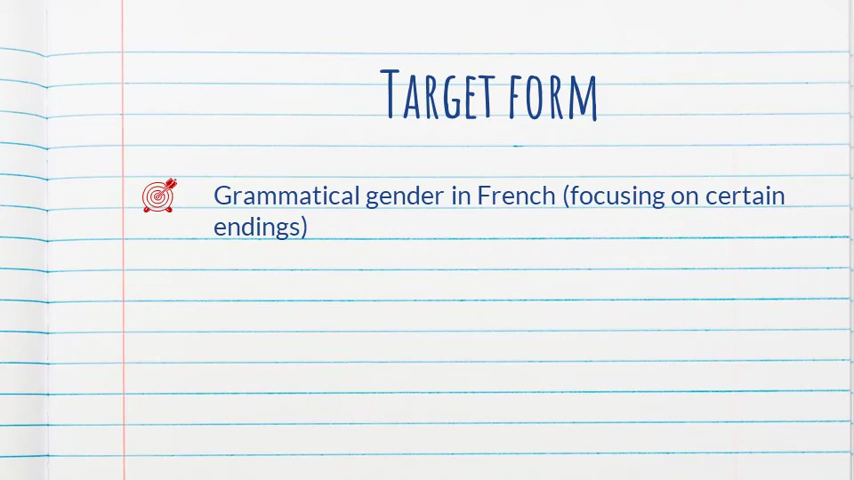 Target form
Grammatical gender in French (focusing on certain
endings)